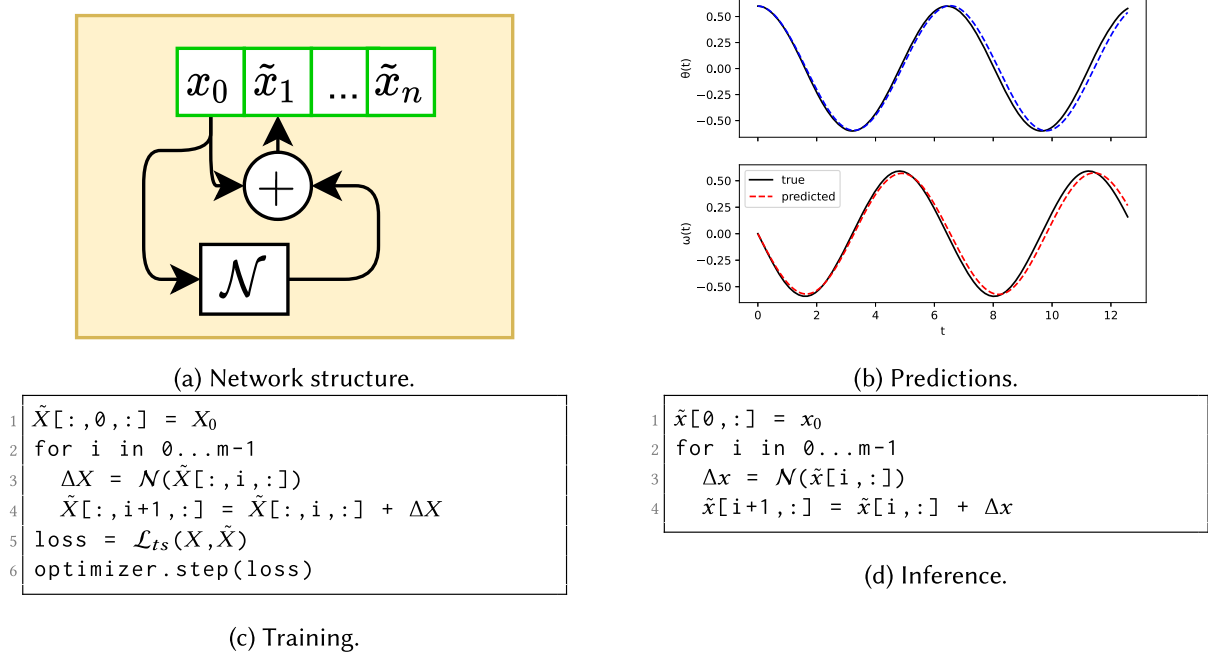 x₀ x̃₁ ... x̃ₙ
+
𝒩
(a) Network structure.
0.50
0.25
0.00
−0.25
−0.50
θ(t)
0.50
0.25
0.00
−0.25
−0.50
ω(t)
true
predicted
0 2 4 6 8 10 12
t
(b) Predictions.
1 X̃[:,0,:] = X₀
2 for i in 0...m-1
3 ΔX = 𝒩(X̃[:,i,:])
4 X̃[:,i+1,:] = X̃[:,i,:] + ΔX
5 loss = ℒₜₛ(X,X̃)
6 optimizer.step(loss)
(c) Training.
1 x̃[0,:] = x₀
2 for i in 0...m-1
3 Δx = 𝒩(x̃[i,:])
4 x̃[i+1,:] = x̃[i,:] + Δx
(d) Inference.